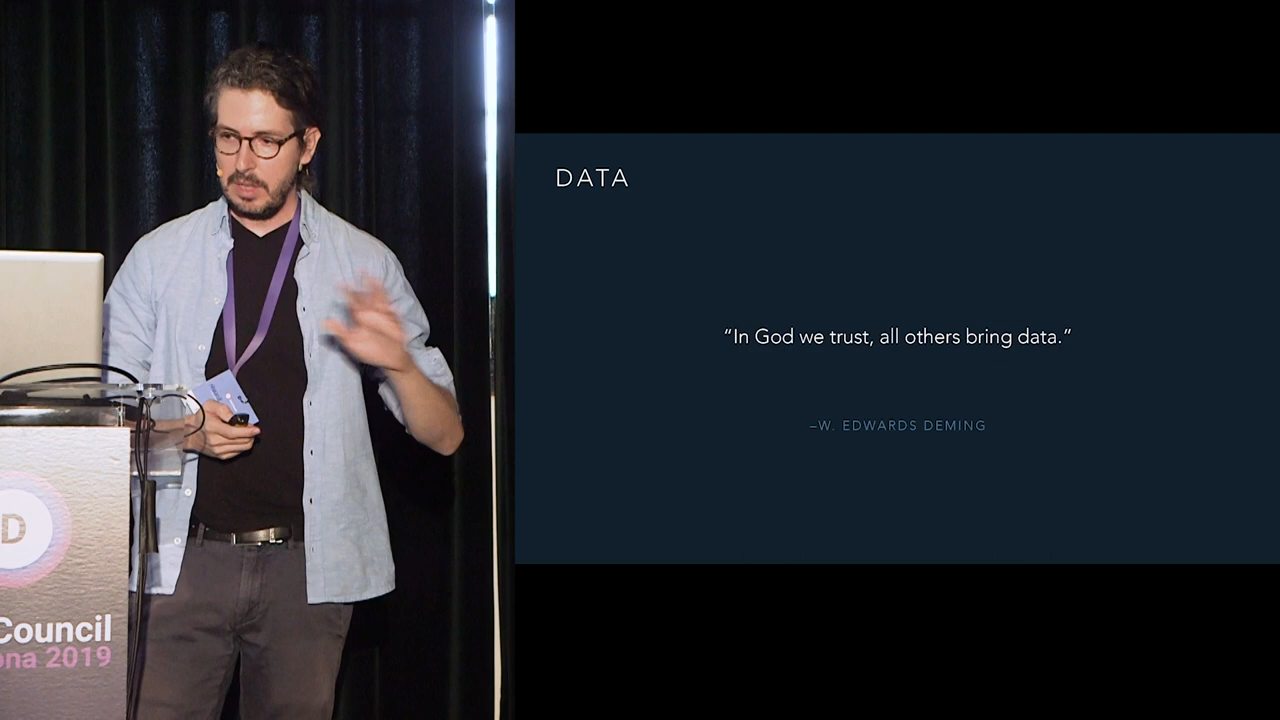 D
Council
ona 2019
DATA
“In God we trust, all others bring data.”
–W. EDWARDS DEMING